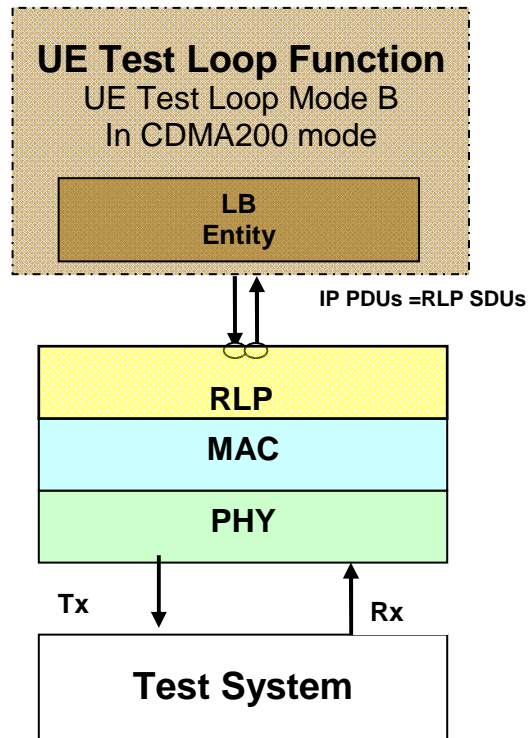 UE Test Loop Function
UE Test Loop Mode B
In CDMA200 mode
LB
Entity
IP PDUs =RLP SDUs
RLP
MAC
PHY
Tx
Rx
Test System